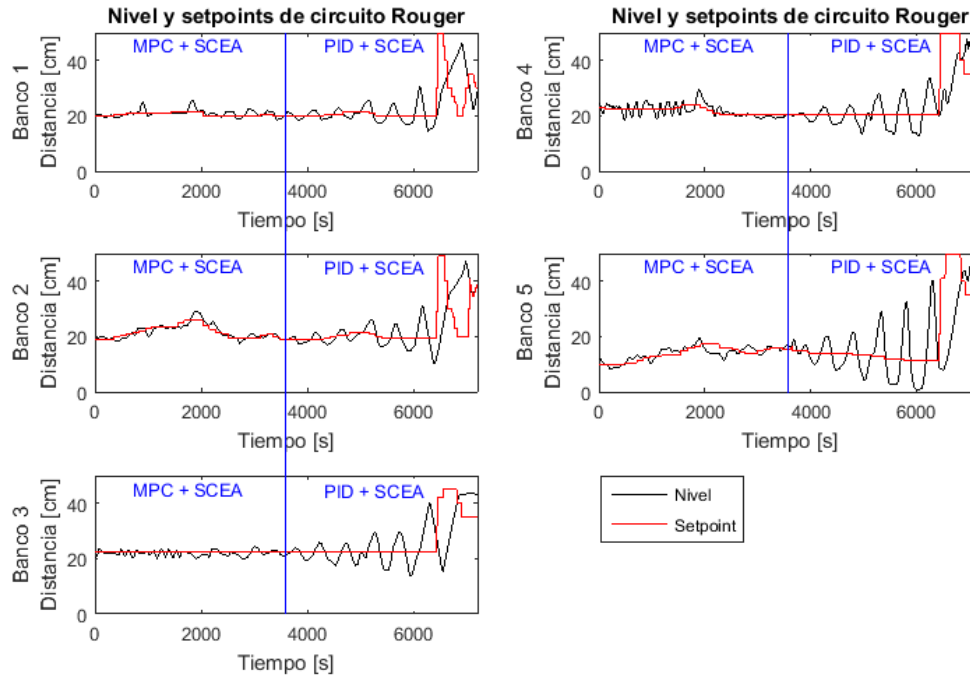 Nivel y setpoints de circuito Rouger
MPC + SCEA
PID + SCEA
Banco 1
Distancia [cm]
40
20
0
0 2000 4000 6000
Tiempo [s]
MPC + SCEA
PID + SCEA
Banco 2
Distancia [cm]
40
20
0
0 2000 4000 6000
Tiempo [s]
MPC + SCEA
PID + SCEA
Banco 3
Distancia [cm]
40
20
0
0 2000 4000 6000
Tiempo [s]
Nivel y setpoints de circuito Rouger
MPC + SCEA
PID + SCEA
Banco 4
Distancia [cm]
40
20
0
0 2000 4000 6000
Tiempo [s]
MPC + SCEA
PID + SCEA
Banco 5
Distancia [cm]
40
20
0
0 2000 4000 6000
Tiempo [s]
Nivel
Setpoint